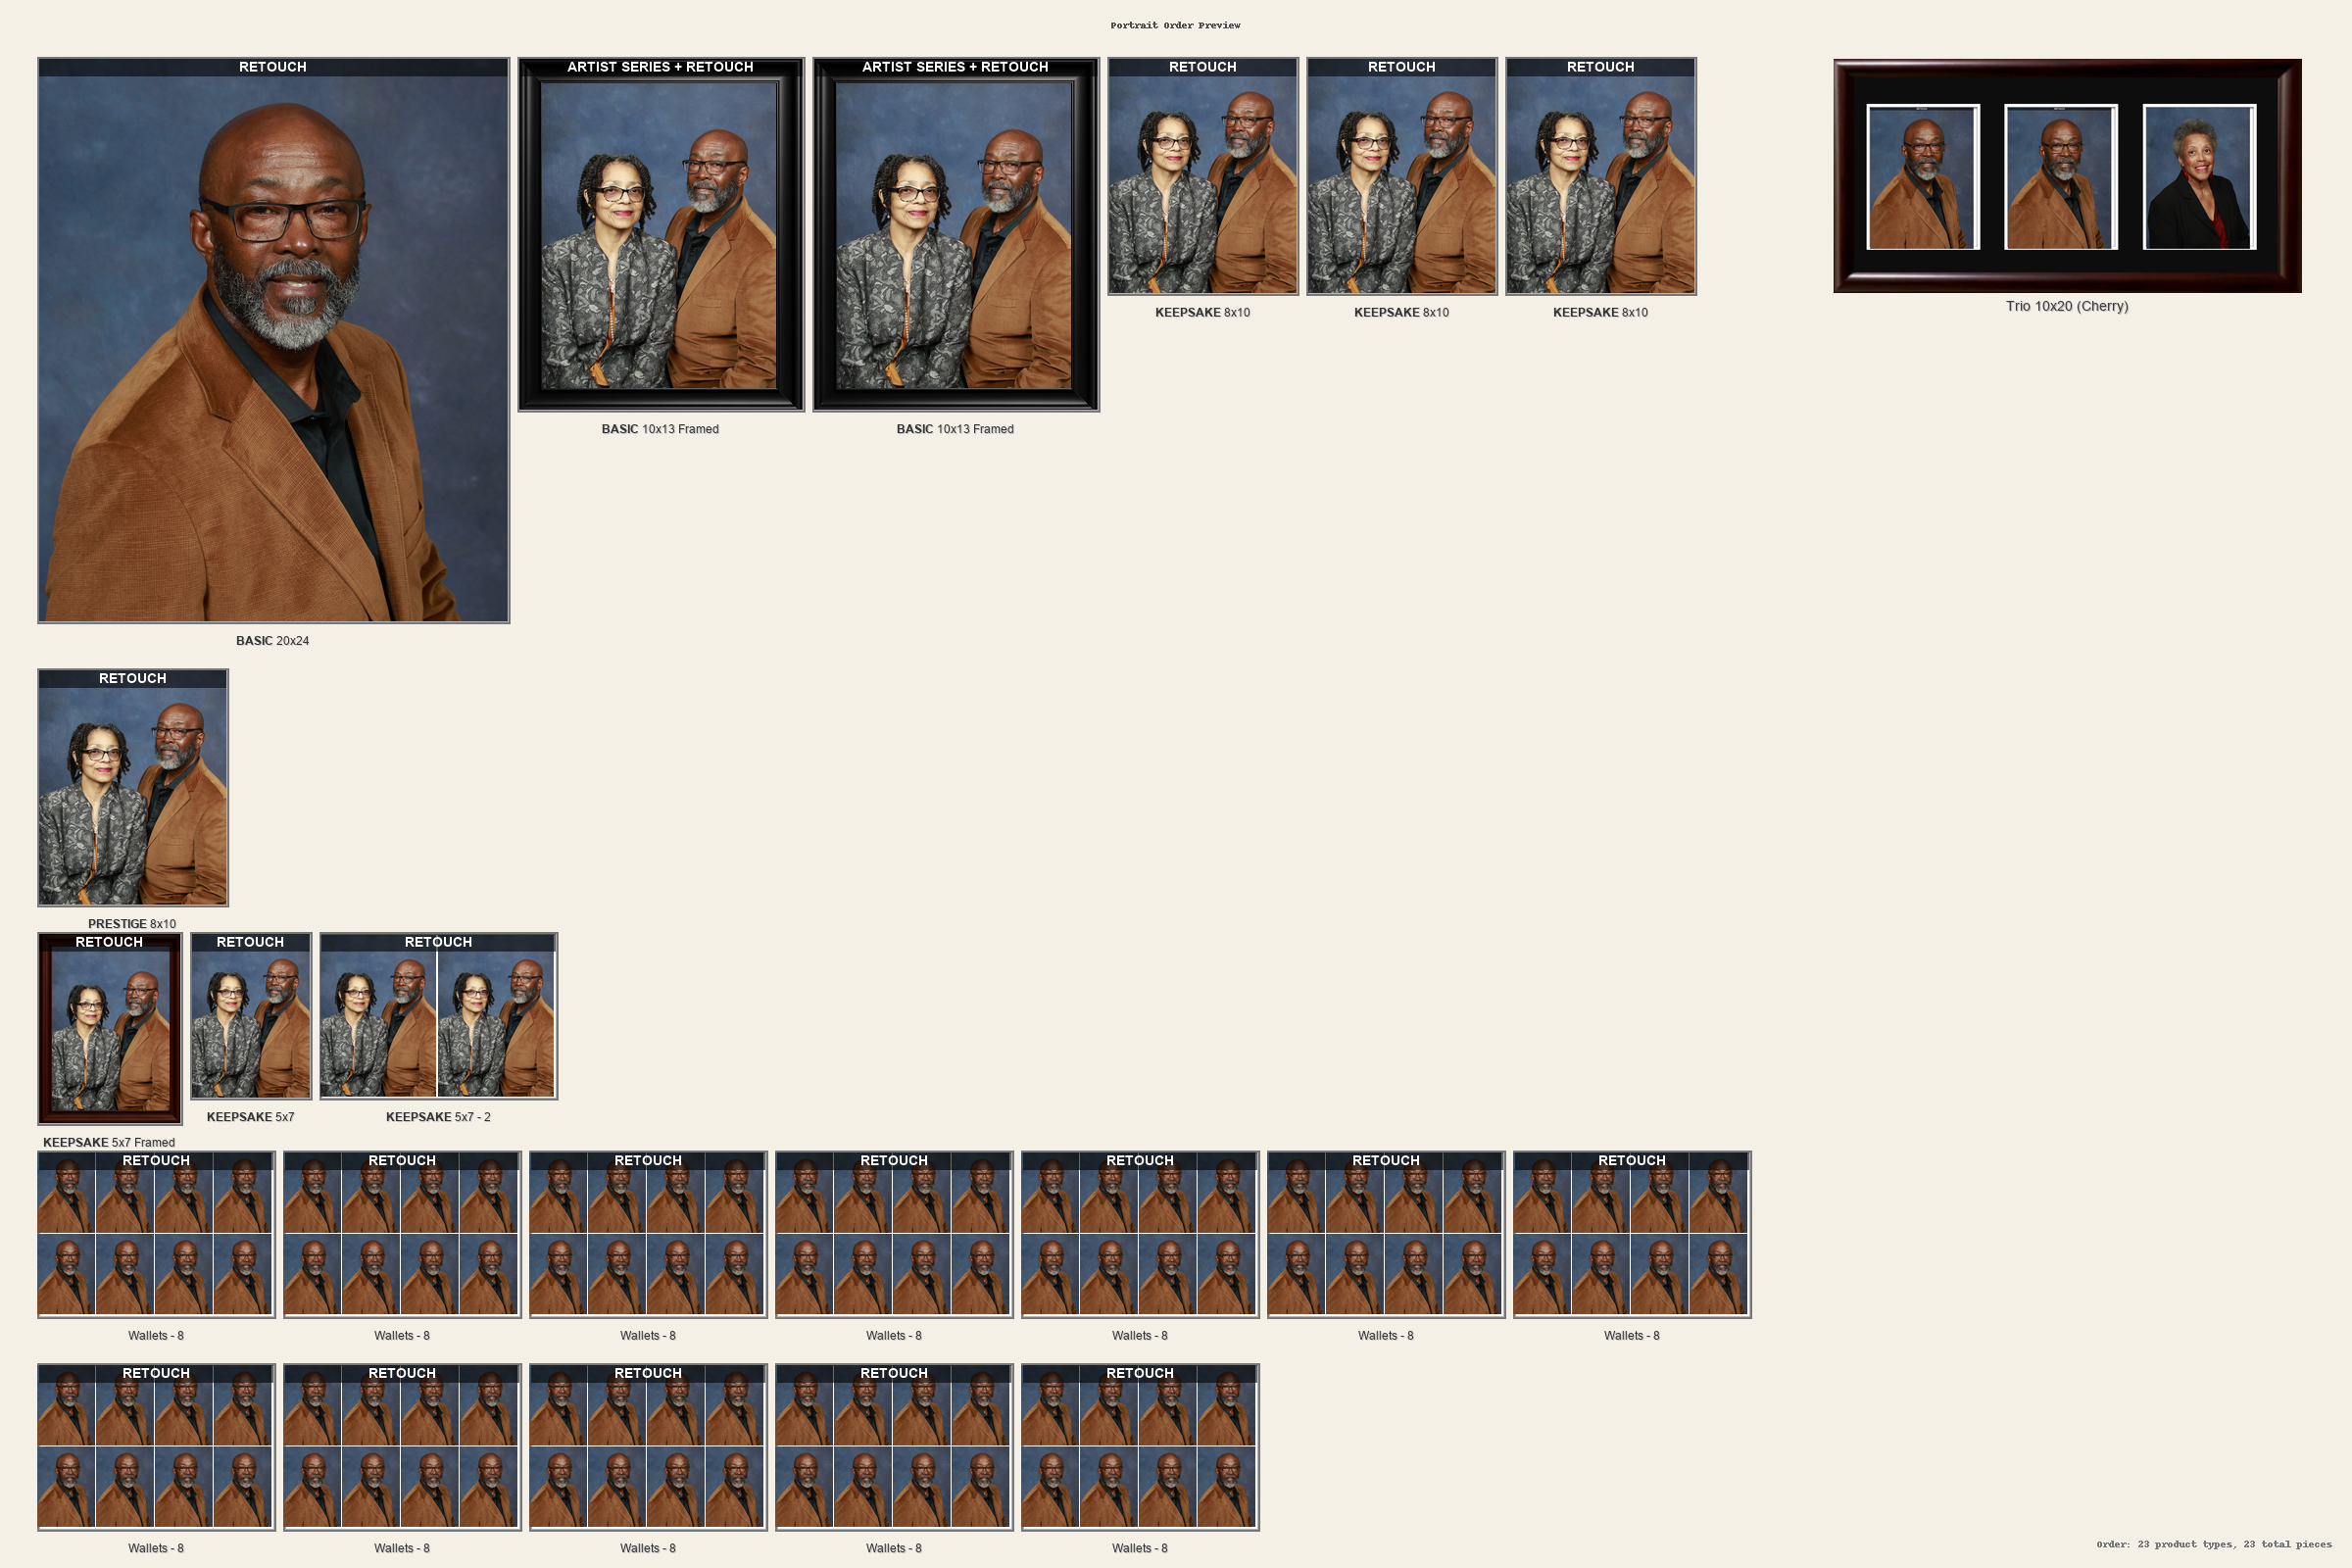 Portrait Order Preview
RETOUCH
ARTIST SERIES + RETOUCH
ARTIST SERIES + RETOUCH
RETOUCH
RETOUCH
RETOUCH
KEEPSAKE 8x10
KEEPSAKE 8x10
KEEPSAKE 8x10
Trio 10x20 (Cherry)
BASIC 10x13 Framed
BASIC 10x13 Framed
BASIC 20x24
RETOUCH
PRESTIGE 8x10
RETOUCH
RETOUCH
RETOUCH
KEEPSAKE 5x7
KEEPSAKE 5x7 - 2
KEEPSAKE 5x7 Framed
RETOUCH
RETOUCH
RETOUCH
RETOUCH
RETOUCH
RETOUCH
RETOUCH
Wallets - 8
Wallets - 8
Wallets - 8
Wallets - 8
Wallets - 8
Wallets - 8
Wallets - 8
RETOUCH
RETOUCH
RETOUCH
RETOUCH
RETOUCH
Wallets - 8
Wallets - 8
Wallets - 8
Wallets - 8
Wallets - 8
Order: 23 product types, 23 total pieces